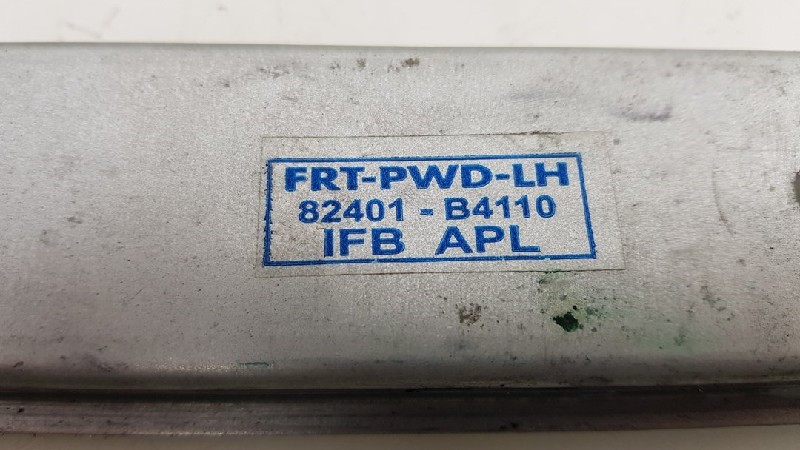 FRT-PWD-LH
82401 - B4110
IFB APL